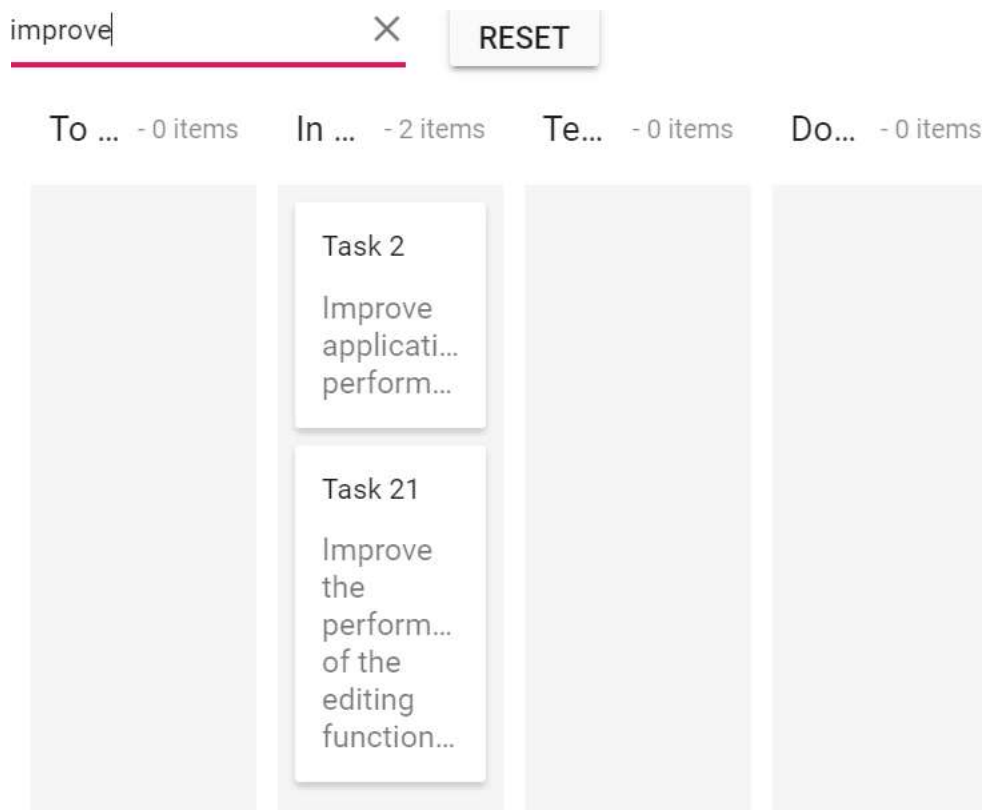 improve
RESET
To ... - 0 items
In ... - 2 items
Te... - 0 items
Do... - 0 items
Task 2
Improve
applicati...
perform...
Task 21
Improve
the
perform...
of the
editing
function...